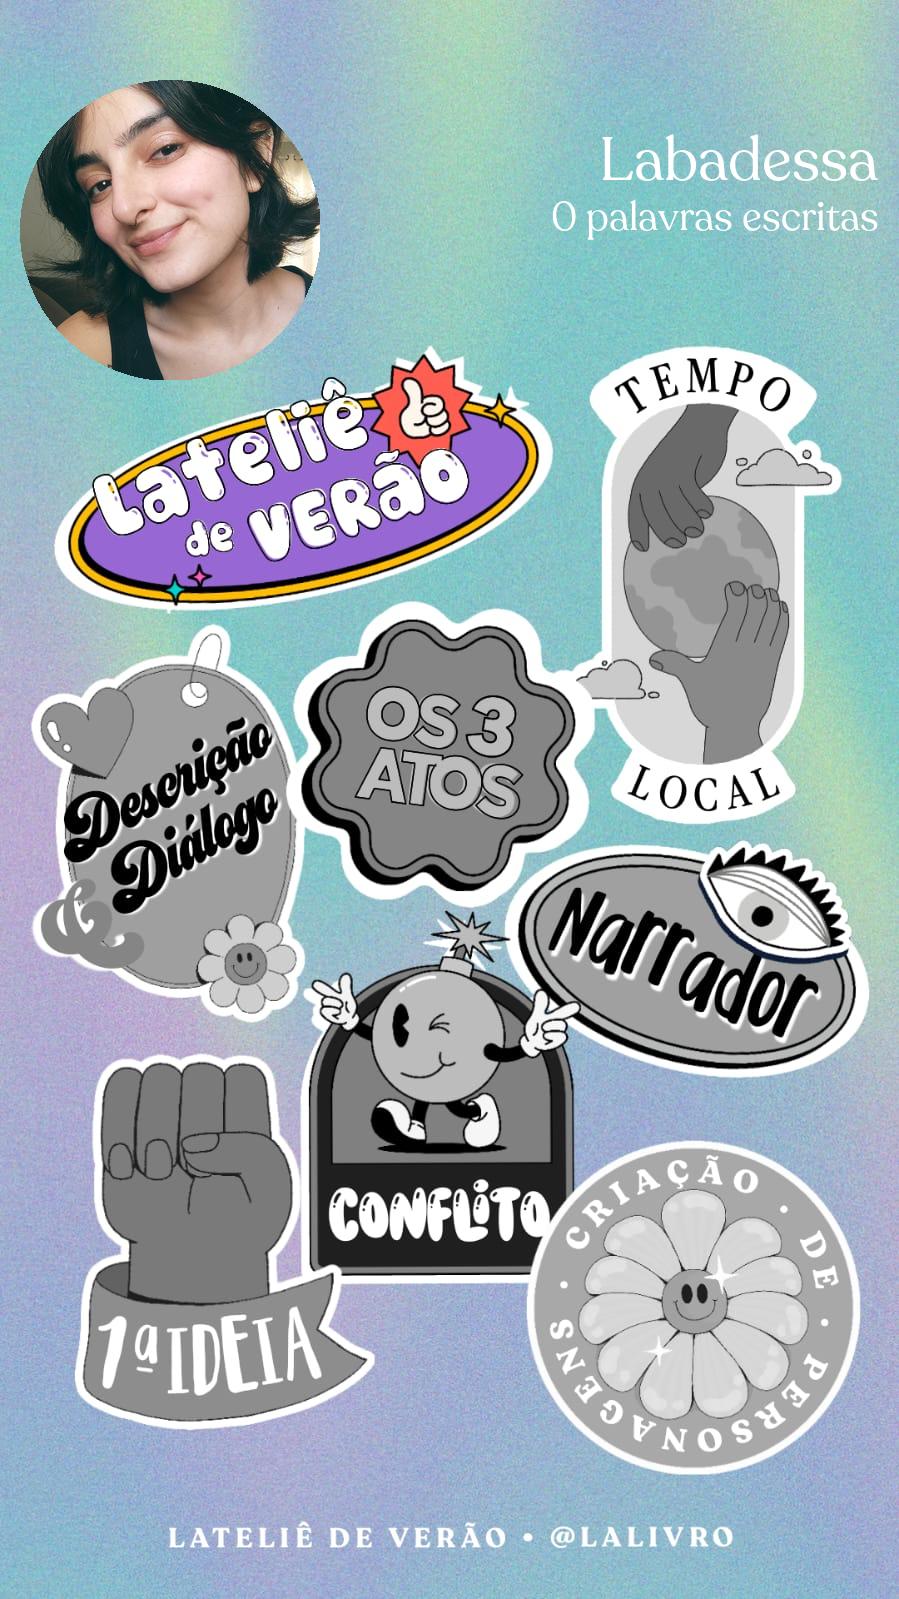 Labadessa
0 palavras escritas
Lateliê
de VERÃO
TEMPO
LOCAL
Descrição
& Diálogo
OS 3
ATOS
Narrador
CONFLITO
1ª IDEIA
CRIAÇÃO · DE · PERSONAGENS ·
LATELIÊ DE VERÃO • @LALIVRO